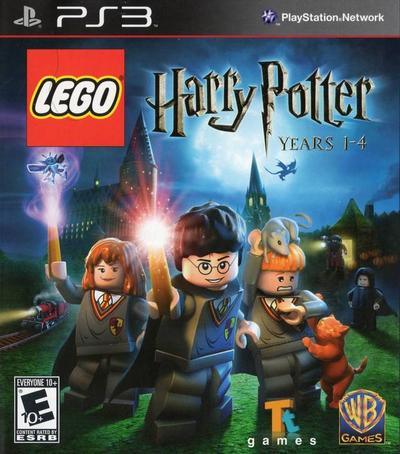 PS3
PlayStation®Network
LEGO
Harry Potter
YEARS 1-4
EVERYONE 10+
E
10+
CONTENT RATED BY
ESRB
Tt
games
WB
GAMES